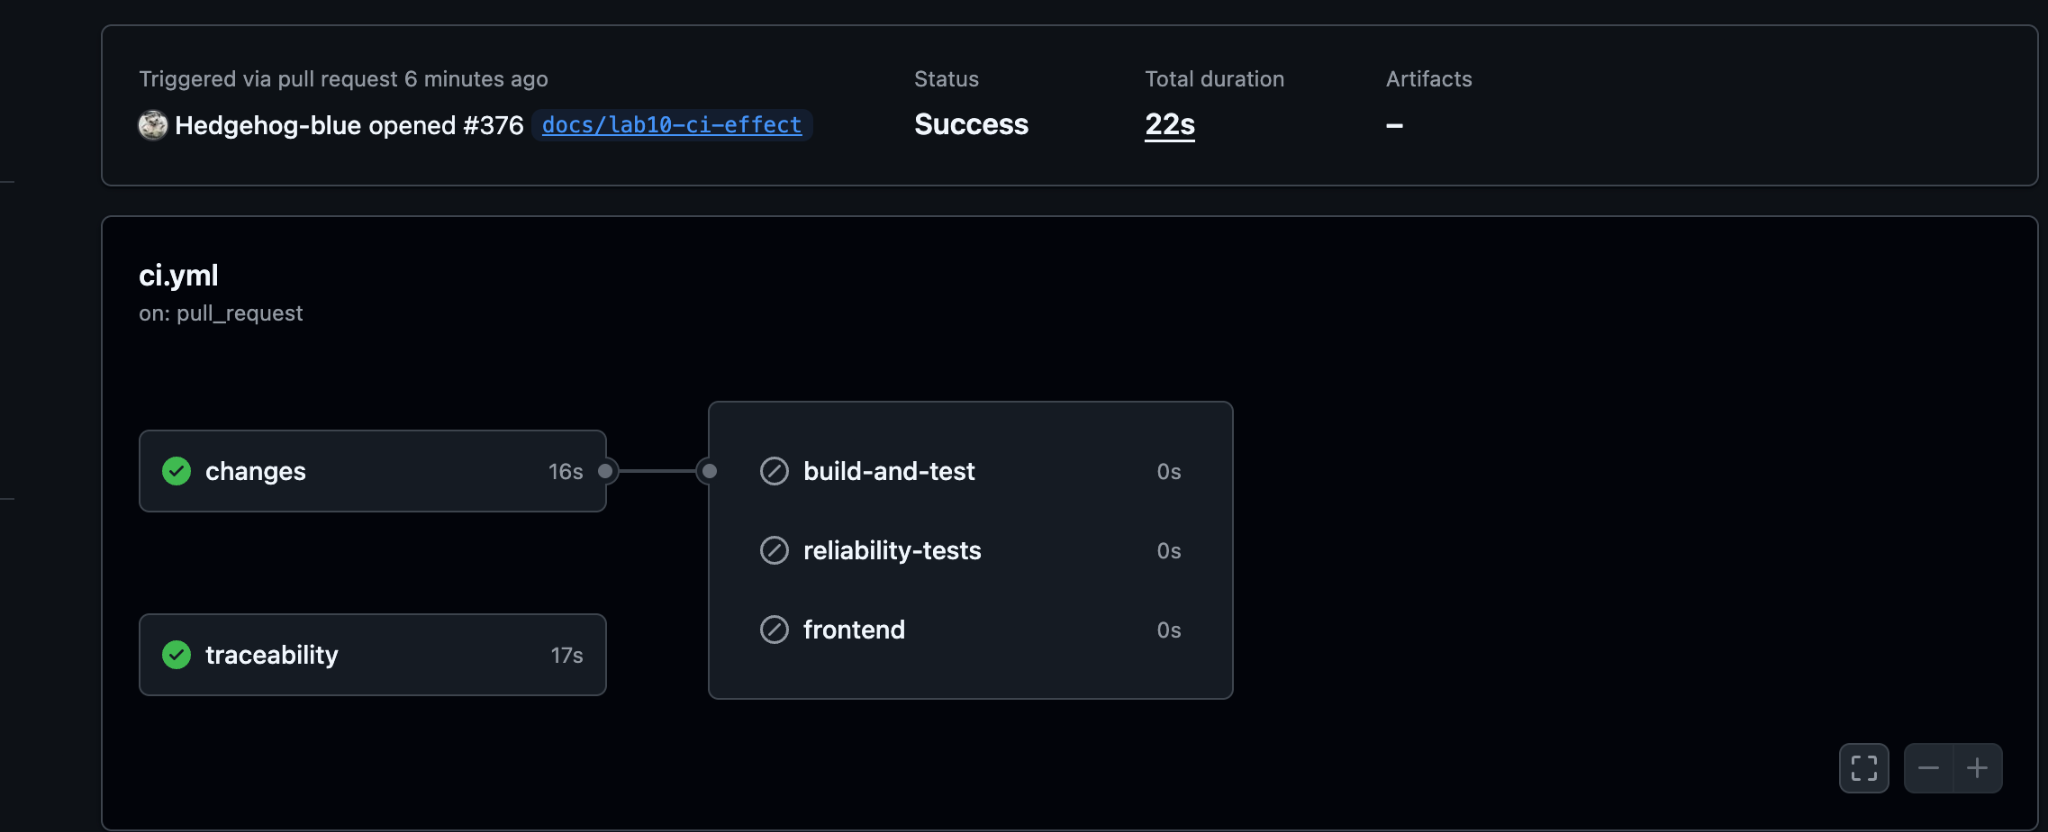 Triggered via pull request 6 minutes ago
Hedgehog-blue opened #376 docs/lab10-ci-effect
Status
Success
Total duration
22s
Artifacts
–
ci.yml
on: pull_request
changes 16s
traceability 17s
build-and-test 0s
reliability-tests 0s
frontend 0s